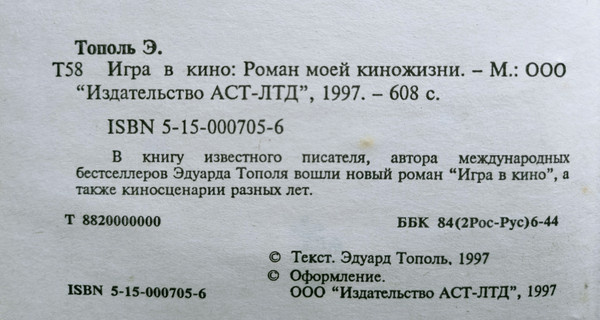 Тополь Э.
Т58 Игра в кино: Роман моей киножизни. – М.: ООО
“Издательство АСТ-ЛТД”, 1997. – 608 с.
ISBN 5-15-000705-6
В книгу известного писателя, автора международных
бестселлеров Эдуарда Тополя вошли новый роман “Игра в кино”, а
также киносценарии разных лет.
Т 8820000000 ББК 84(2Рос-Рус)6-44
© Текст. Эдуард Тополь, 1997
© Оформление.
ISBN 5-15-000705-6 ООО “Издательство АСТ-ЛТД”, 1997